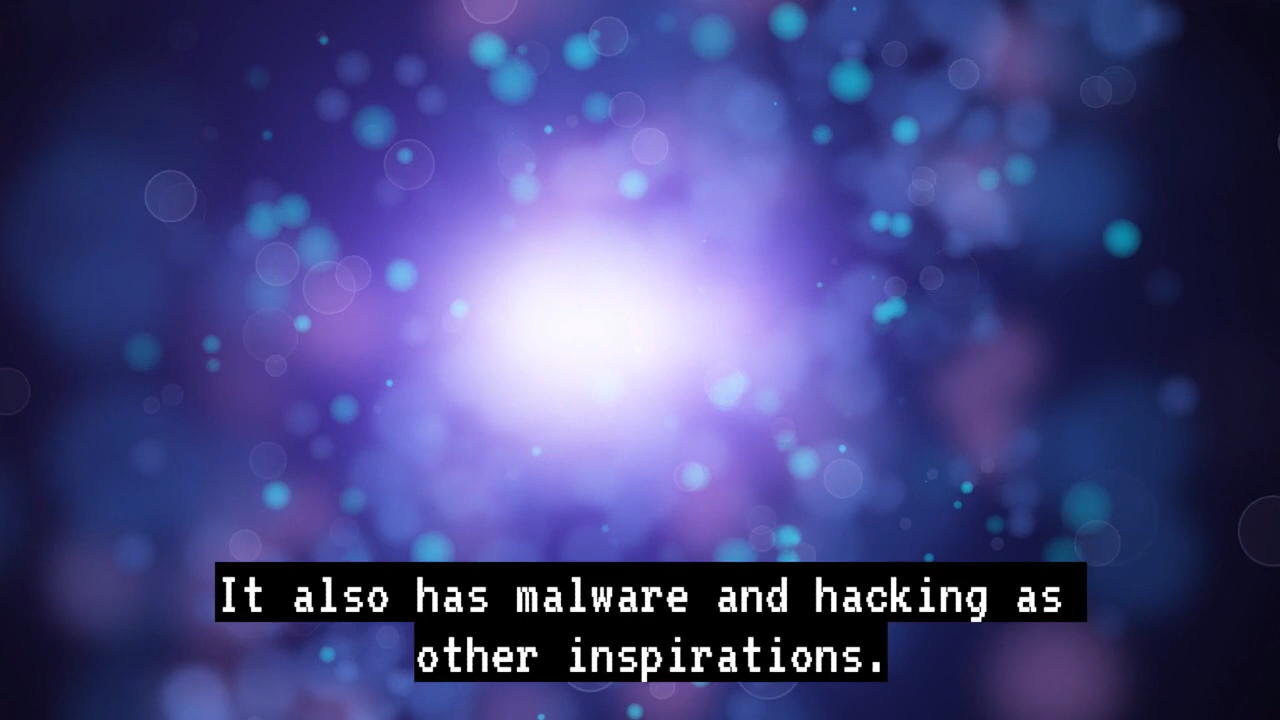 It also has malware and hacking as
other inspirations.